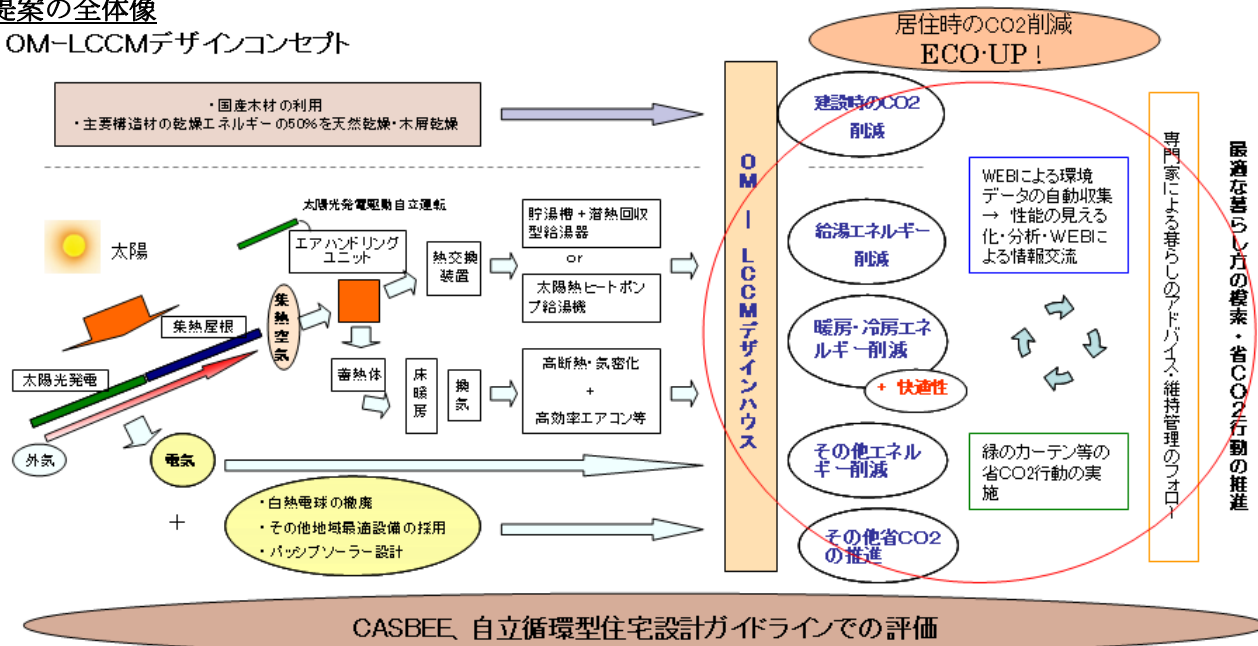 提案の全体像
OM-LCCMデザインコンセプト
居住時のCO2削減
ECO·UP！
・国産木材の利用
・主要構造材の乾燥エネルギーの50%を天然乾燥・木屑乾燥
建設時のCO2
削減
太陽光発電駆動自立運転
太陽
エアハンドリング
ユニット
熱交換
装置
貯湯槽＋潜熱回収
型給湯器
or
太陽熱ヒートポン
プ給湯機
給湯エネルギー
削減
集熱屋根
集熱空気
太陽光発電
蓄熱体
床暖房
換気
高断熱・気密化
+
高効率エアコン等
暖房・冷房エネ
ルギー削減
+ 快適性
外気
電気
その他エネル
ギー削減
+
・白熱電球の撤廃
・その他地域最適設備の採用
・パッシブソーラー設計
その他省CO2
の推進
OM－LCCMデザインハウス
WEBによる環境
データの自動収集
→ 性能の見える
化・分析・WEBに
よる情報交流
緑のカーテン等の
省CO2行動の実
施
専門家による暮らしのアドバイス・維持管理のフォロー
最適な暮らし方の模索・省CO2行動の推進
CASBEE、自立循環型住宅設計ガイドラインでの評価